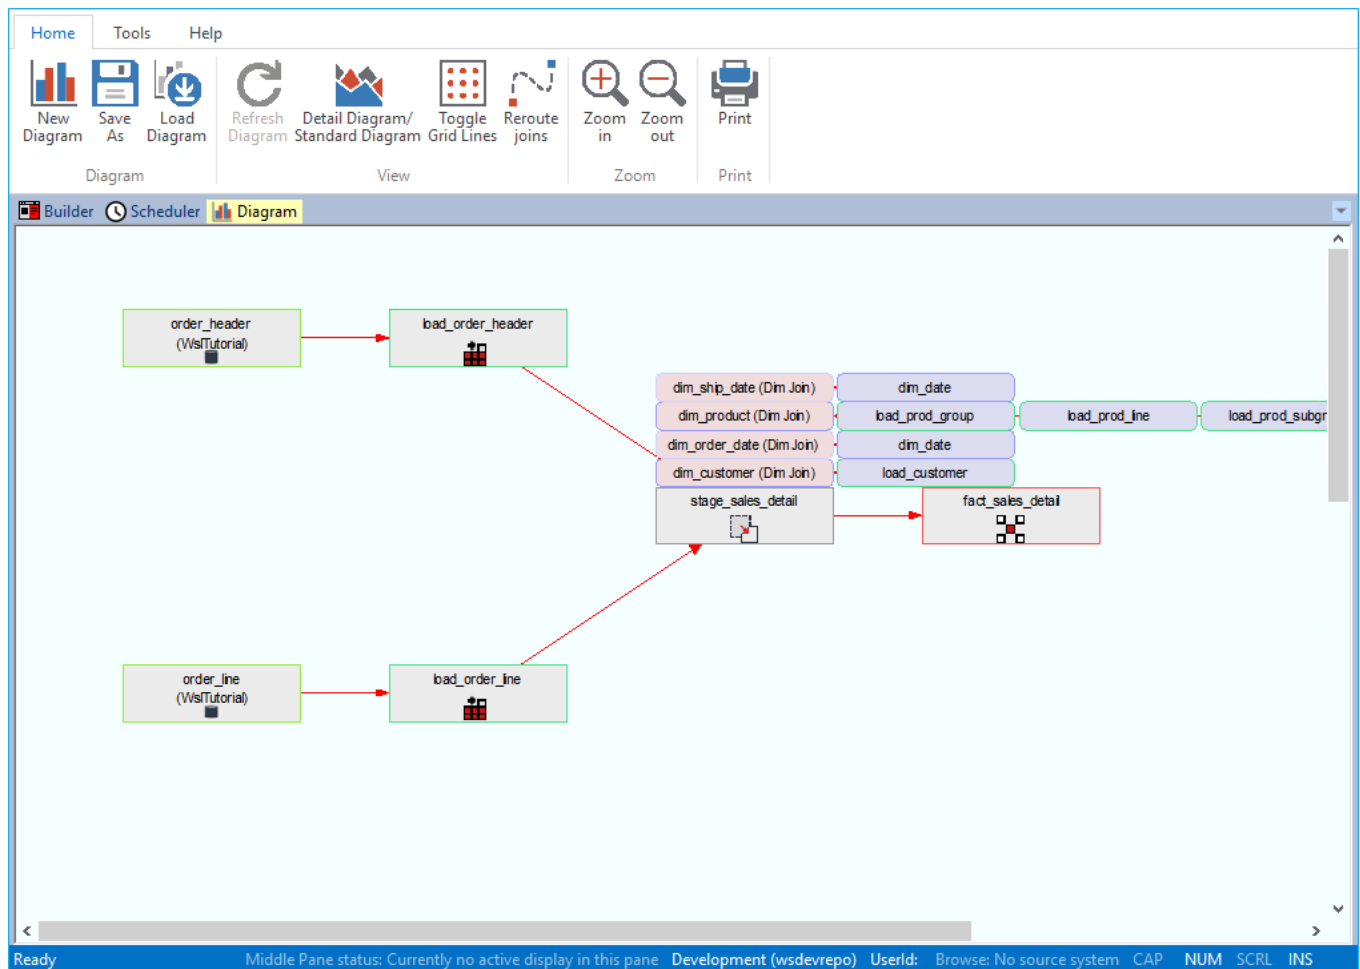 Home Tools Help
New Diagram Save As Load Diagram Refresh Diagram Detail Diagram/ Standard Diagram Toggle Grid Lines Reroute joins Zoom in Zoom out Print
Diagram View Zoom Print
Builder Scheduler Diagram
order_header
(WslTutorial)
load_order_header
dim_ship_date (Dim Join) dim_date
dim_product (Dim Join) load_prod_group load_prod_line load_prod_subgr
dim_order_date (Dim Join) dim_date
dim_customer (Dim Join) load_customer
stage_sales_detail fact_sales_detail
order_line
(WslTutorial)
load_order_line
Ready Middle Pane status: Currently no active display in this pane Development (wsdevrepo) UserId: Browse: No source system CAP NUM SCRL INS